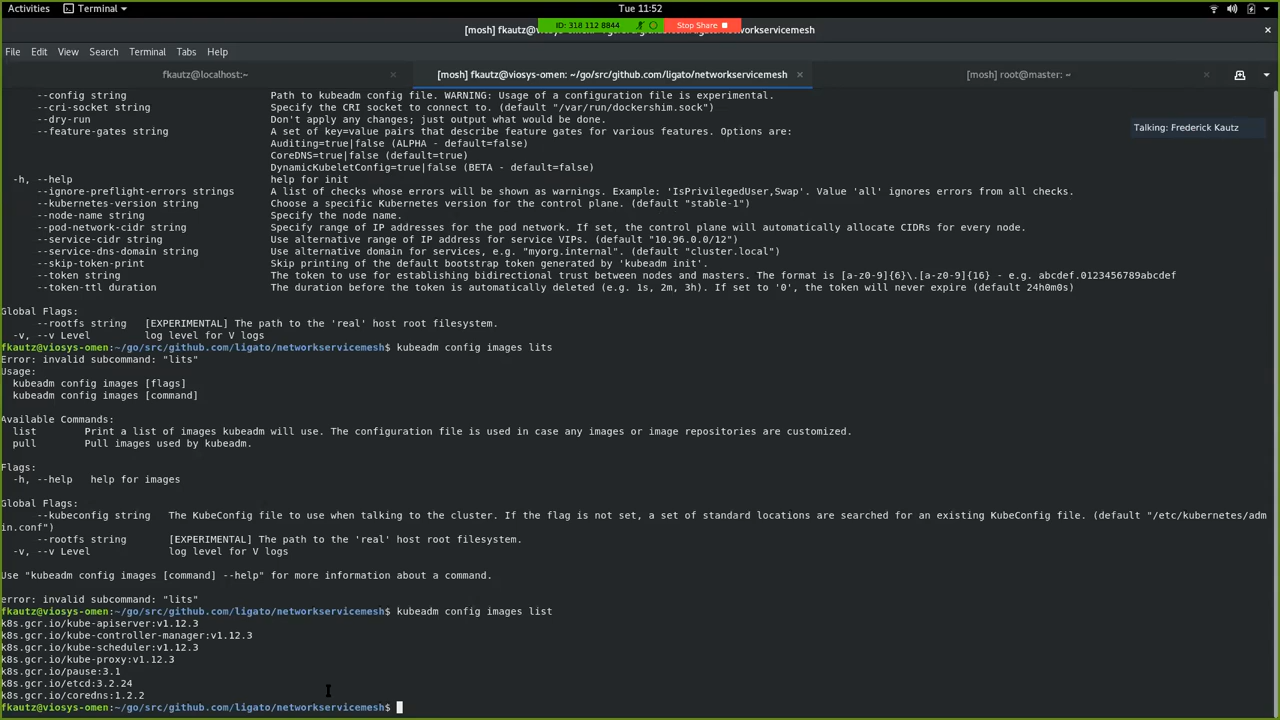 Activities Terminal Tue 11:52
ID: 318 112 8844 Stop Share
[mosh] fkautz@viosys-omen: networkservicemesh
File Edit View Search Terminal Tabs Help
fkautz@localhost:~ [mosh] fkautz@viosys-omen: ~/go/src/github.com/ligato/networkservicemesh [mosh] root@master: ~
--config string Path to kubeadm config file. WARNING: Usage of a configuration file is experimental.
--cri-socket string Specify the CRI socket to connect to. (default "/var/run/dockershim.sock")
--dry-run Don't apply any changes; just output what would be done.
--feature-gates string A set of key=value pairs that describe feature gates for various features. Options are:
Talking: Frederick Kautz
Auditing=true|false (ALPHA - default=false)
CoreDNS=true|false (default=true)
DynamicKubeletConfig=true|false (BETA - default=false)
-h, --help help for init
--ignore-preflight-errors strings A list of checks whose errors will be shown as warnings. Example: 'IsPrivilegedUser,Swap'. Value 'all' ignores errors from all checks.
--kubernetes-version string Choose a specific Kubernetes version for the control plane. (default "stable-1")
--node-name string Specify the node name.
--pod-network-cidr string Specify range of IP addresses for the pod network. If set, the control plane will automatically allocate CIDRs for every node.
--service-cidr string Use alternative range of IP address for service VIPs. (default "10.96.0.0/12")
--service-dns-domain string Use alternative domain for services, e.g. "myorg.internal". (default "cluster.local")
--skip-token-print Skip printing of the default bootstrap token generated by 'kubeadm init'.
--token string The token to use for establishing bidirectional trust between nodes and masters. The format is [a-z0-9]{6}\.[a-z0-9]{16} - e.g. abcdef.0123456789abcdef
--token-ttl duration The duration before the token is automatically deleted (e.g. 1s, 2m, 3h). If set to '0', the token will never expire (default 24h0m0s)
Global Flags:
--rootfs string [EXPERIMENTAL] The path to the 'real' host root filesystem.
-v, --v Level log level for V logs
fkautz@viosys-omen:~/go/src/github.com/ligato/networkservicemesh$ kubeadm config images lits
Error: invalid subcommand: "lits"
Usage:
kubeadm config images [flags]
kubeadm config images [command]
Available Commands:
list Print a list of images kubeadm will use. The configuration file is used in case any images or image repositories are customized.
pull Pull images used by kubeadm.
Flags:
-h, --help help for images
Global Flags:
--kubeconfig string The KubeConfig file to use when talking to the cluster. If the flag is not set, a set of standard locations are searched for an existing KubeConfig file. (default "/etc/kubernetes/adm
in.conf")
--rootfs string [EXPERIMENTAL] The path to the 'real' host root filesystem.
-v, --v Level log level for V logs
Use "kubeadm config images [command] --help" for more information about a command.
error: invalid subcommand: "lits"
fkautz@viosys-omen:~/go/src/github.com/ligato/networkservicemesh$ kubeadm config images list
k8s.gcr.io/kube-apiserver:v1.12.3
k8s.gcr.io/kube-controller-manager:v1.12.3
k8s.gcr.io/kube-scheduler:v1.12.3
k8s.gcr.io/kube-proxy:v1.12.3
k8s.gcr.io/pause:3.1
k8s.gcr.io/etcd:3.2.24
k8s.gcr.io/coredns:1.2.2
fkautz@viosys-omen:~/go/src/github.com/ligato/networkservicemesh$